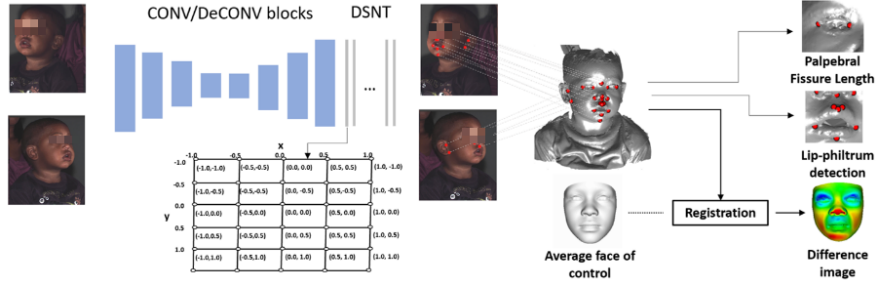 CONV/DeCONV blocks
DSNT
...
x
-1.0 -0.5 0.0 0.5 1.0
-1.0 (-1.0,-1.0) (-0.5,-0.5) (0.0, 0.0) (0.5, 0.5) (1.0, -1.0)
-0.5 (-1.0,-0.5) (-0.5,-0.5) (0.0, -0.5) (0.5, -0.5) (1.0, -0.5)
0.0 (-1.0,0.0) (-0.5,0.0) (0.0, 0.0) (0.5, 0.0) (1.0, 0.0)
y
0.5 (-1.0,0.5) (-0.5,0.5) (0.0, 0.5) (0.5, 0.5) (1.0, 0.5)
1.0 (-1.0,1.0) (-0.5,1.0) (0.0, 1.0) (0.5, 1.0) (1.0, 1.0)
Average face of
control
Registration
Palpebral
Fissure Length
Lip-philtrum
detection
Difference
image